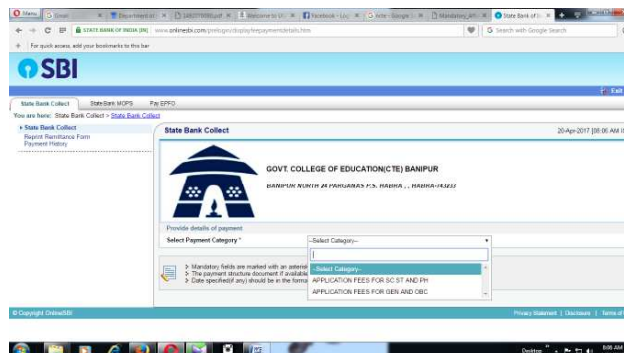 Menu
Department of
Facebook - Log
note - Google
Mandatory_Aff
State Bank of I
STATE BANK OF INDIA [IN]
www.onlinesbi.com/prelogin/displayfeepaymentdetails.htm
Search with Google Search
For quick access, add your bookmarks to this bar
SBI
Exit
State Bank Collect
State Bank MOPS
Pay EPFO
You are here: State Bank Collect > State Bank Collect
State Bank Collect
Reprint Remittance Form
Payment History
State Bank Collect
20-Apr-2017 [08:06 AM
GOVT. COLLEGE OF EDUCATION(CTE) BANIPUR
BANIPUR NORTH 24 PARGANAS P.S. HABRA , , HABRA-743233
Provide details of payment
Select Payment Category *
--Select Category--
--Select Category--
APPLICATION FEES FOR SC ST AND PH
APPLICATION FEES FOR GEN AND OBC
Mandatory fields are marked with an asterisk
The payment structure document if available
Date specified(if any) should be in the forma
© Copyright OnlineSBI
Privacy Statement | Disclosure | Terms of
Desktop
8:06 AM